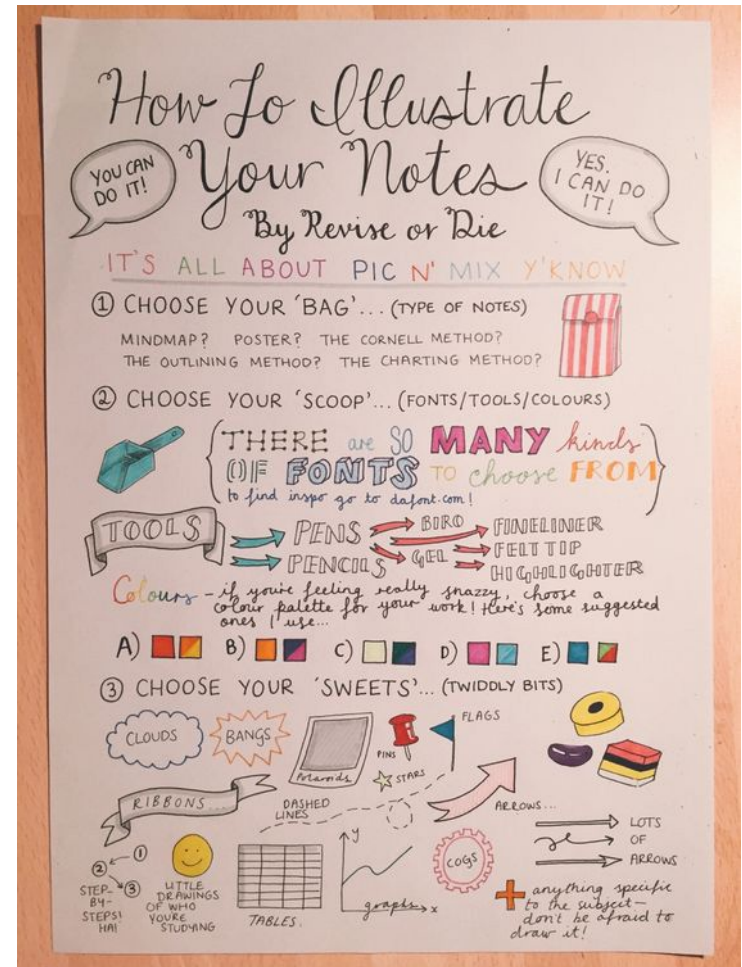 How To Illustrate
Your Notes
YOU CAN
DO IT!
YES.
I CAN DO
IT!
By Revise or Die
IT'S ALL ABOUT PIC N' MIX Y'KNOW
① CHOOSE YOUR 'BAG'... (TYPE OF NOTES)
MINDMAP? POSTER? THE CORNELL METHOD?
THE OUTLINING METHOD? THE CHARTING METHOD?
② CHOOSE YOUR 'SCOOP'... (FONTS/TOOLS/COLOURS)
THERE are SO MANY kinds
OF FONTS TO choose FROM
to find inspo go to dafont.com!
TOOLS
PENS
BIRO
FINELINER
PENCILS
GEL
FELT TIP
HIGHLIGHTER
Colours - if you're feeling really snazzy, choose a
colour palette for your work! Here's some suggested
ones I use...
A) B) C) D) E)
③ CHOOSE YOUR 'SWEETS'... (TWIDDLY BITS)
CLOUDS
BANGS
Polaroids
PINS
STARS
FLAGS
RIBBONS...
DASHED
LINES
ARROWS...
LOTS
OF
ARROWS
①
②
③
STEP-
BY-
STEPS!
HA!
LITTLE
DRAWINGS
OF WHO
YOU'RE
STUDYING
TABLES.
y
graphs
x
COGS
+ anything specific
to the subject—
don't be afraid to
draw it!